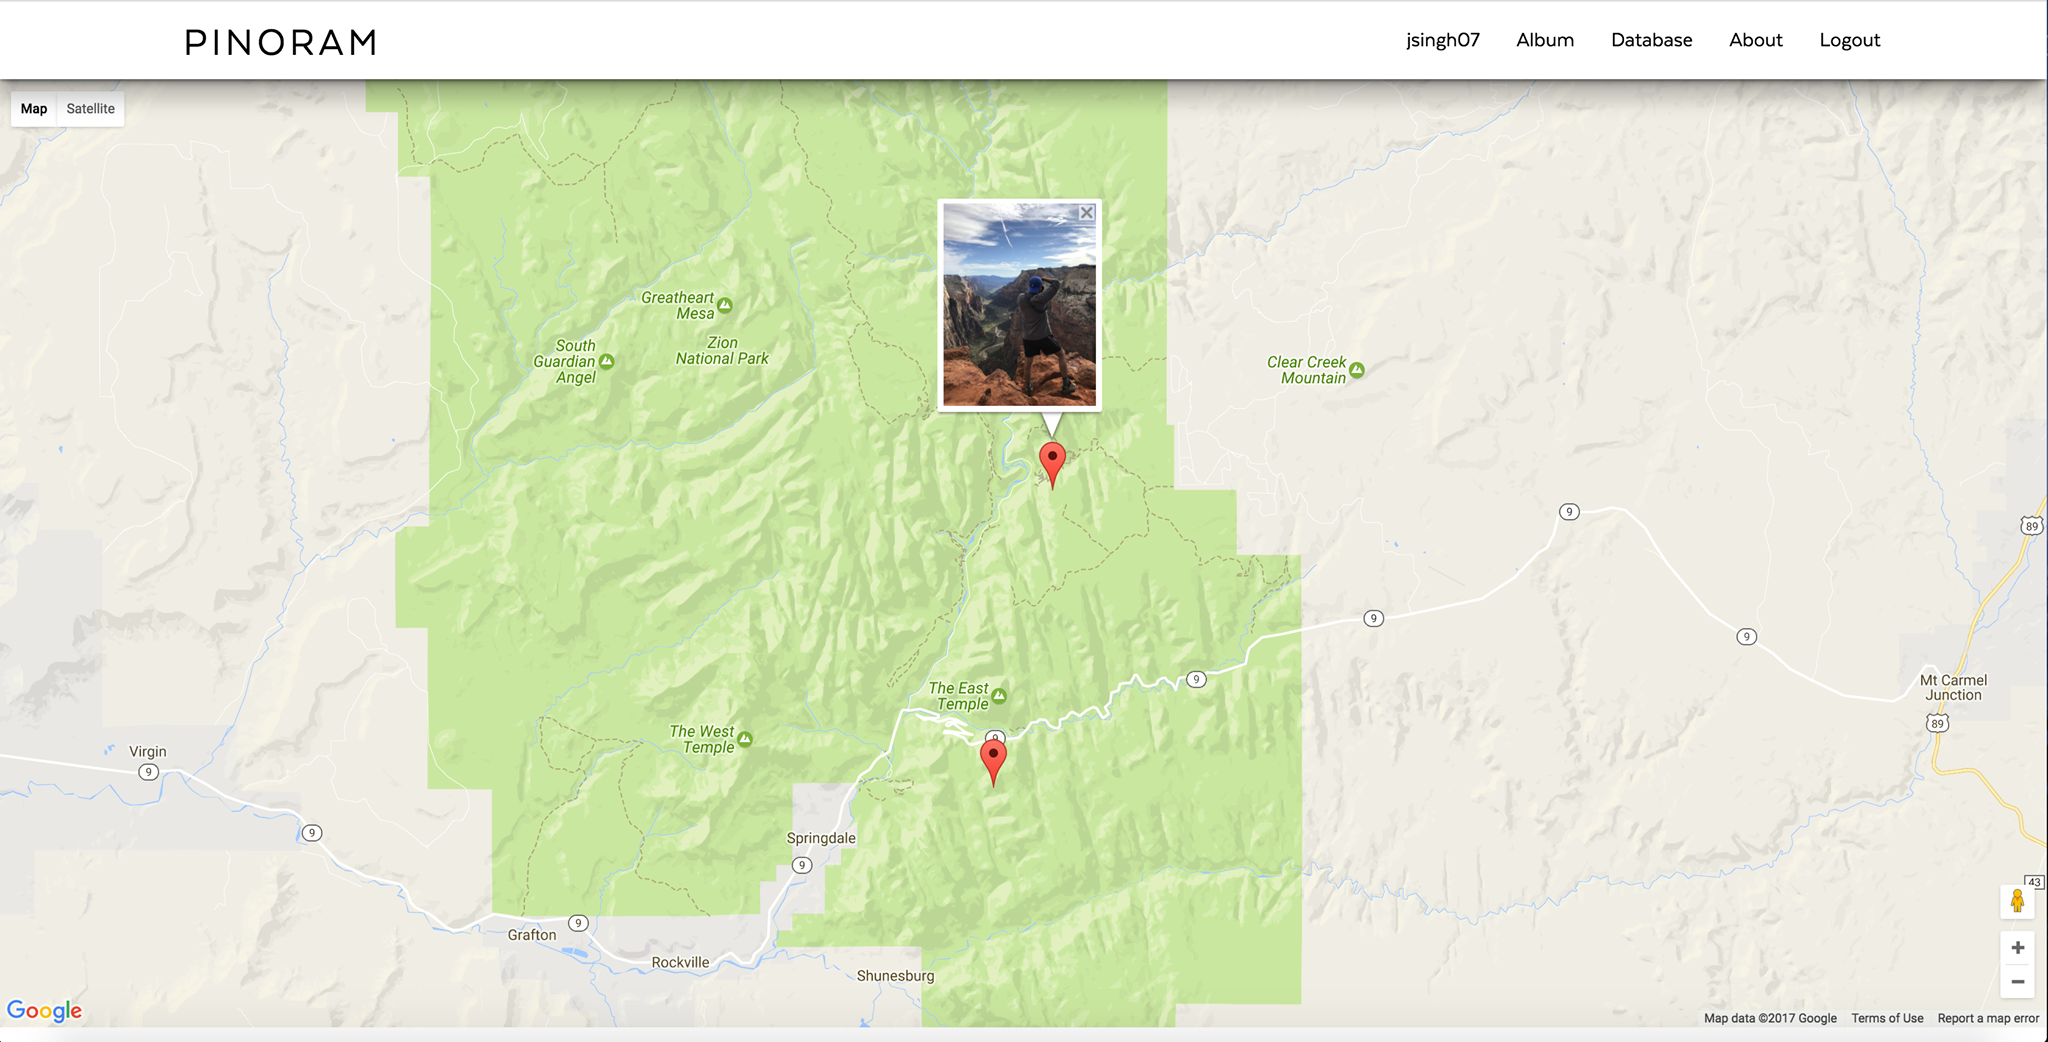 PINORAM
jsingh07 Album Database About Logout
Map Satellite
Greatheart
Mesa
South
Guardian
Angel
Zion
National Park
Clear Creek
Mountain
9
89
9
9
9
Mt Carmel
Junction
89
The East
Temple
The West
Temple
9
Virgin
9
9
Springdale
9
43
9
Grafton
Rockville
Shunesburg
Google
Map data ©2017 Google Terms of Use Report a map error